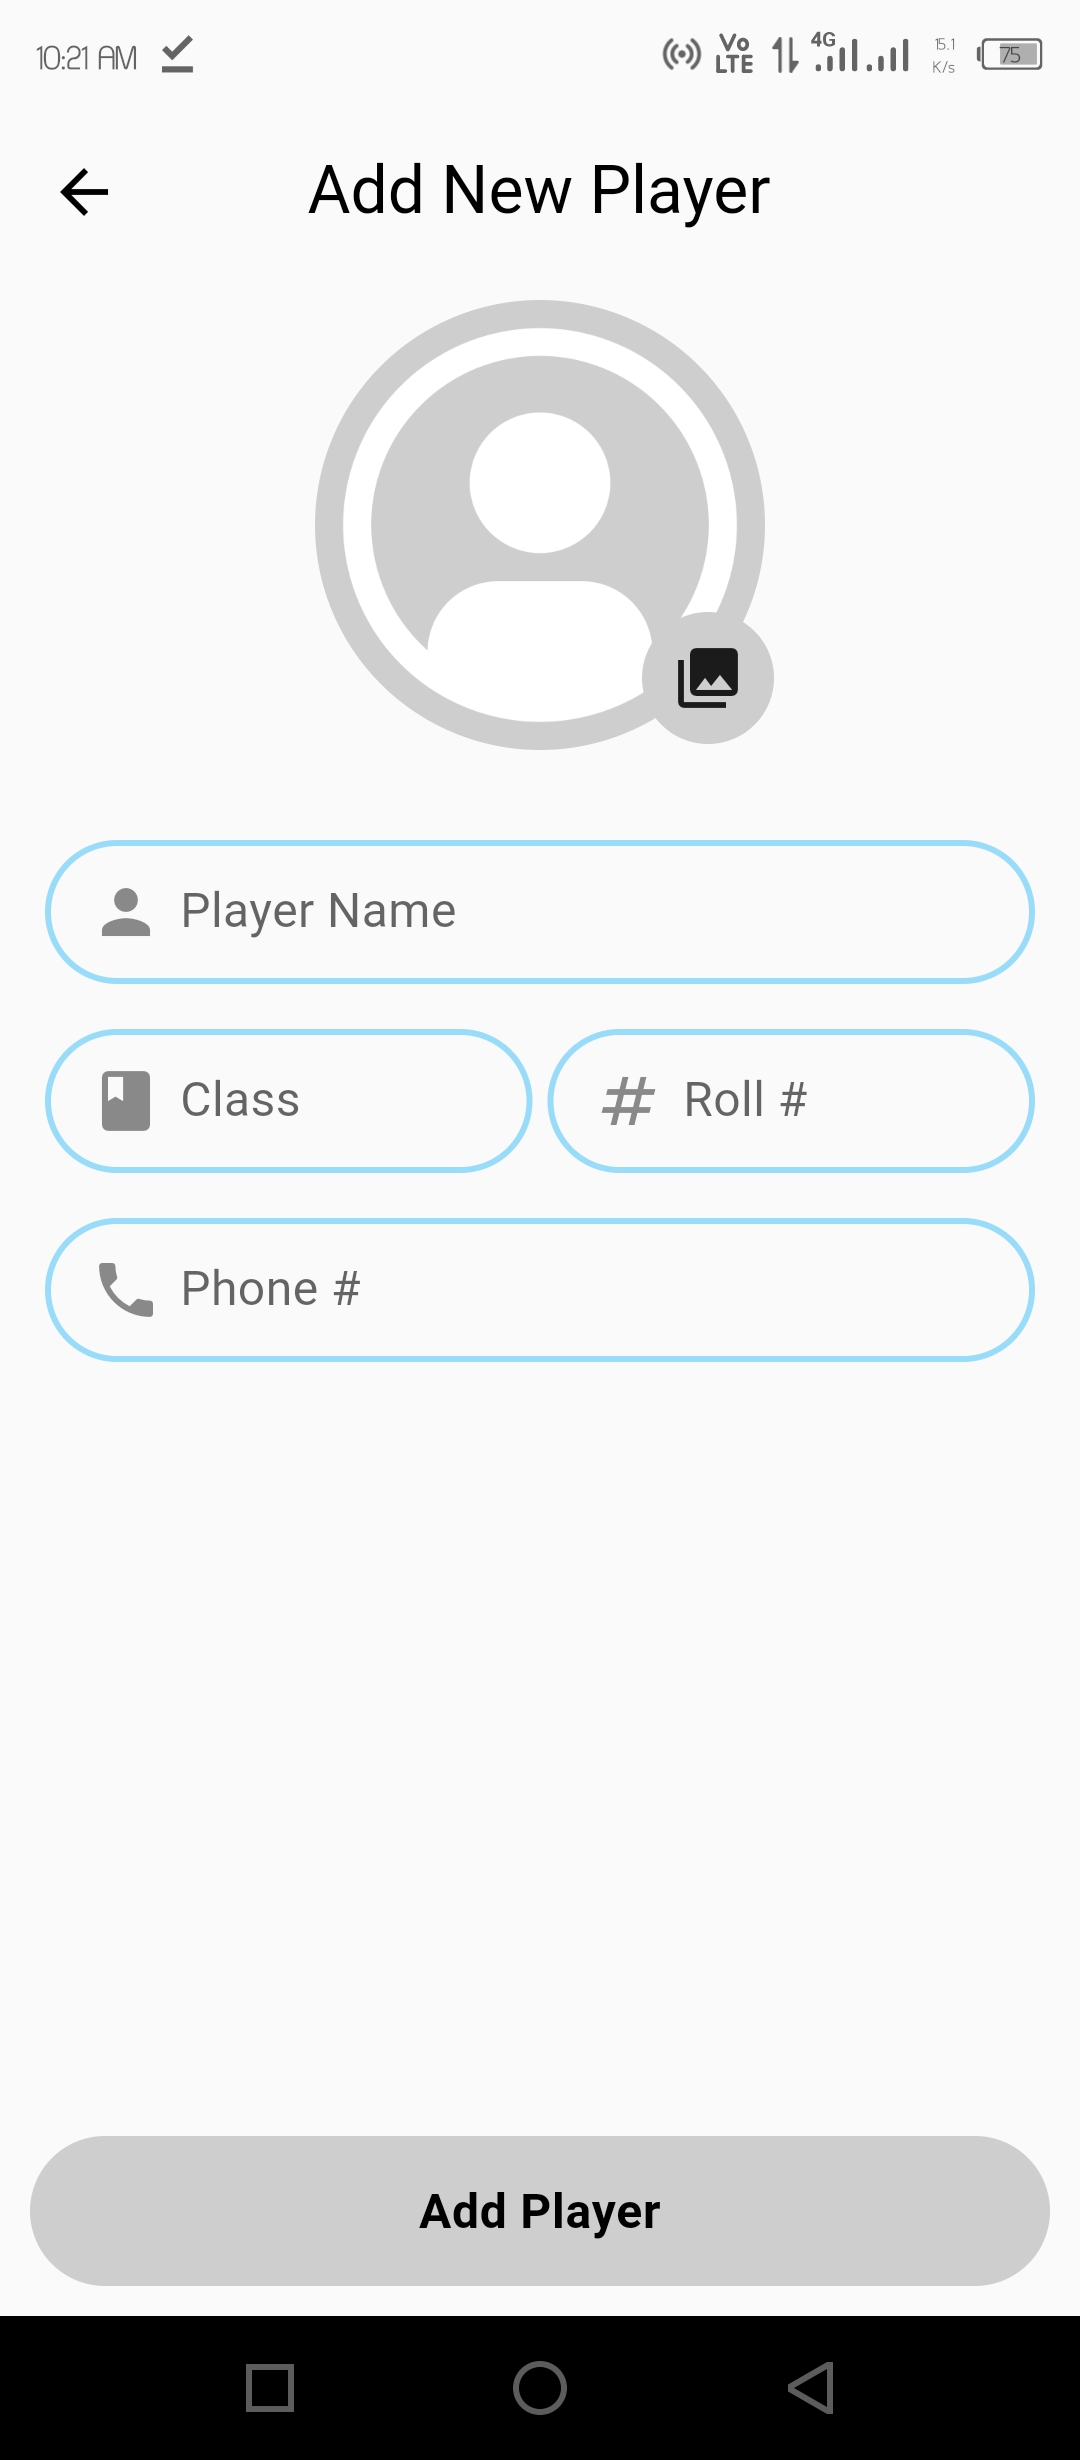 10:21 AM
Vo
LTE
4G
15.1
K/s
75
Add New Player
Player Name
Class
Roll #
Phone #
Add Player